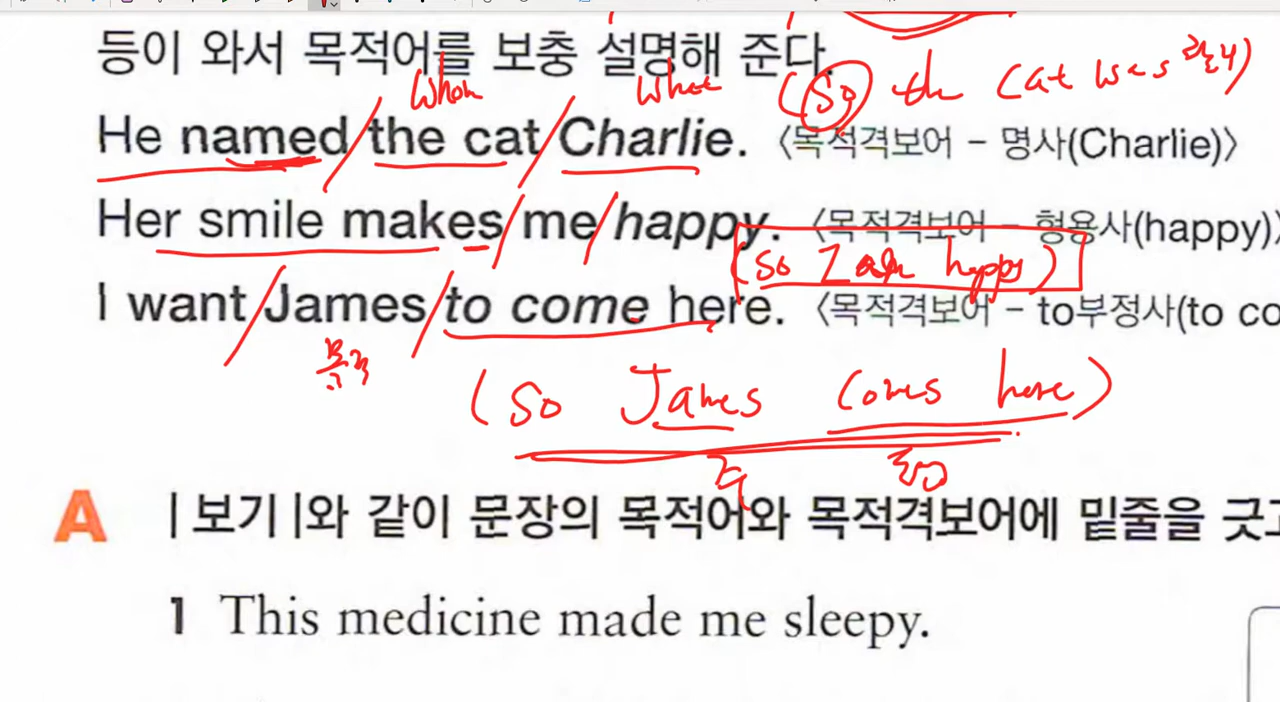 등이 와서 목적어를 보충 설명해 준다.
whom what (so the cat was 찰리)
He named the cat Charlie. 〈목적격보어 - 명사(Charlie)〉
Her smile makes me happy. 〈목적격보어 - 형용사(happy)〉
(so I am happy)
I want James to come here. 〈목적격보어 - to부정사(to co
(so James comes here)
A |보기|와 같이 문장의 목적어와 목적격보어에 밑줄을 긋고
1 This medicine made me sleepy.